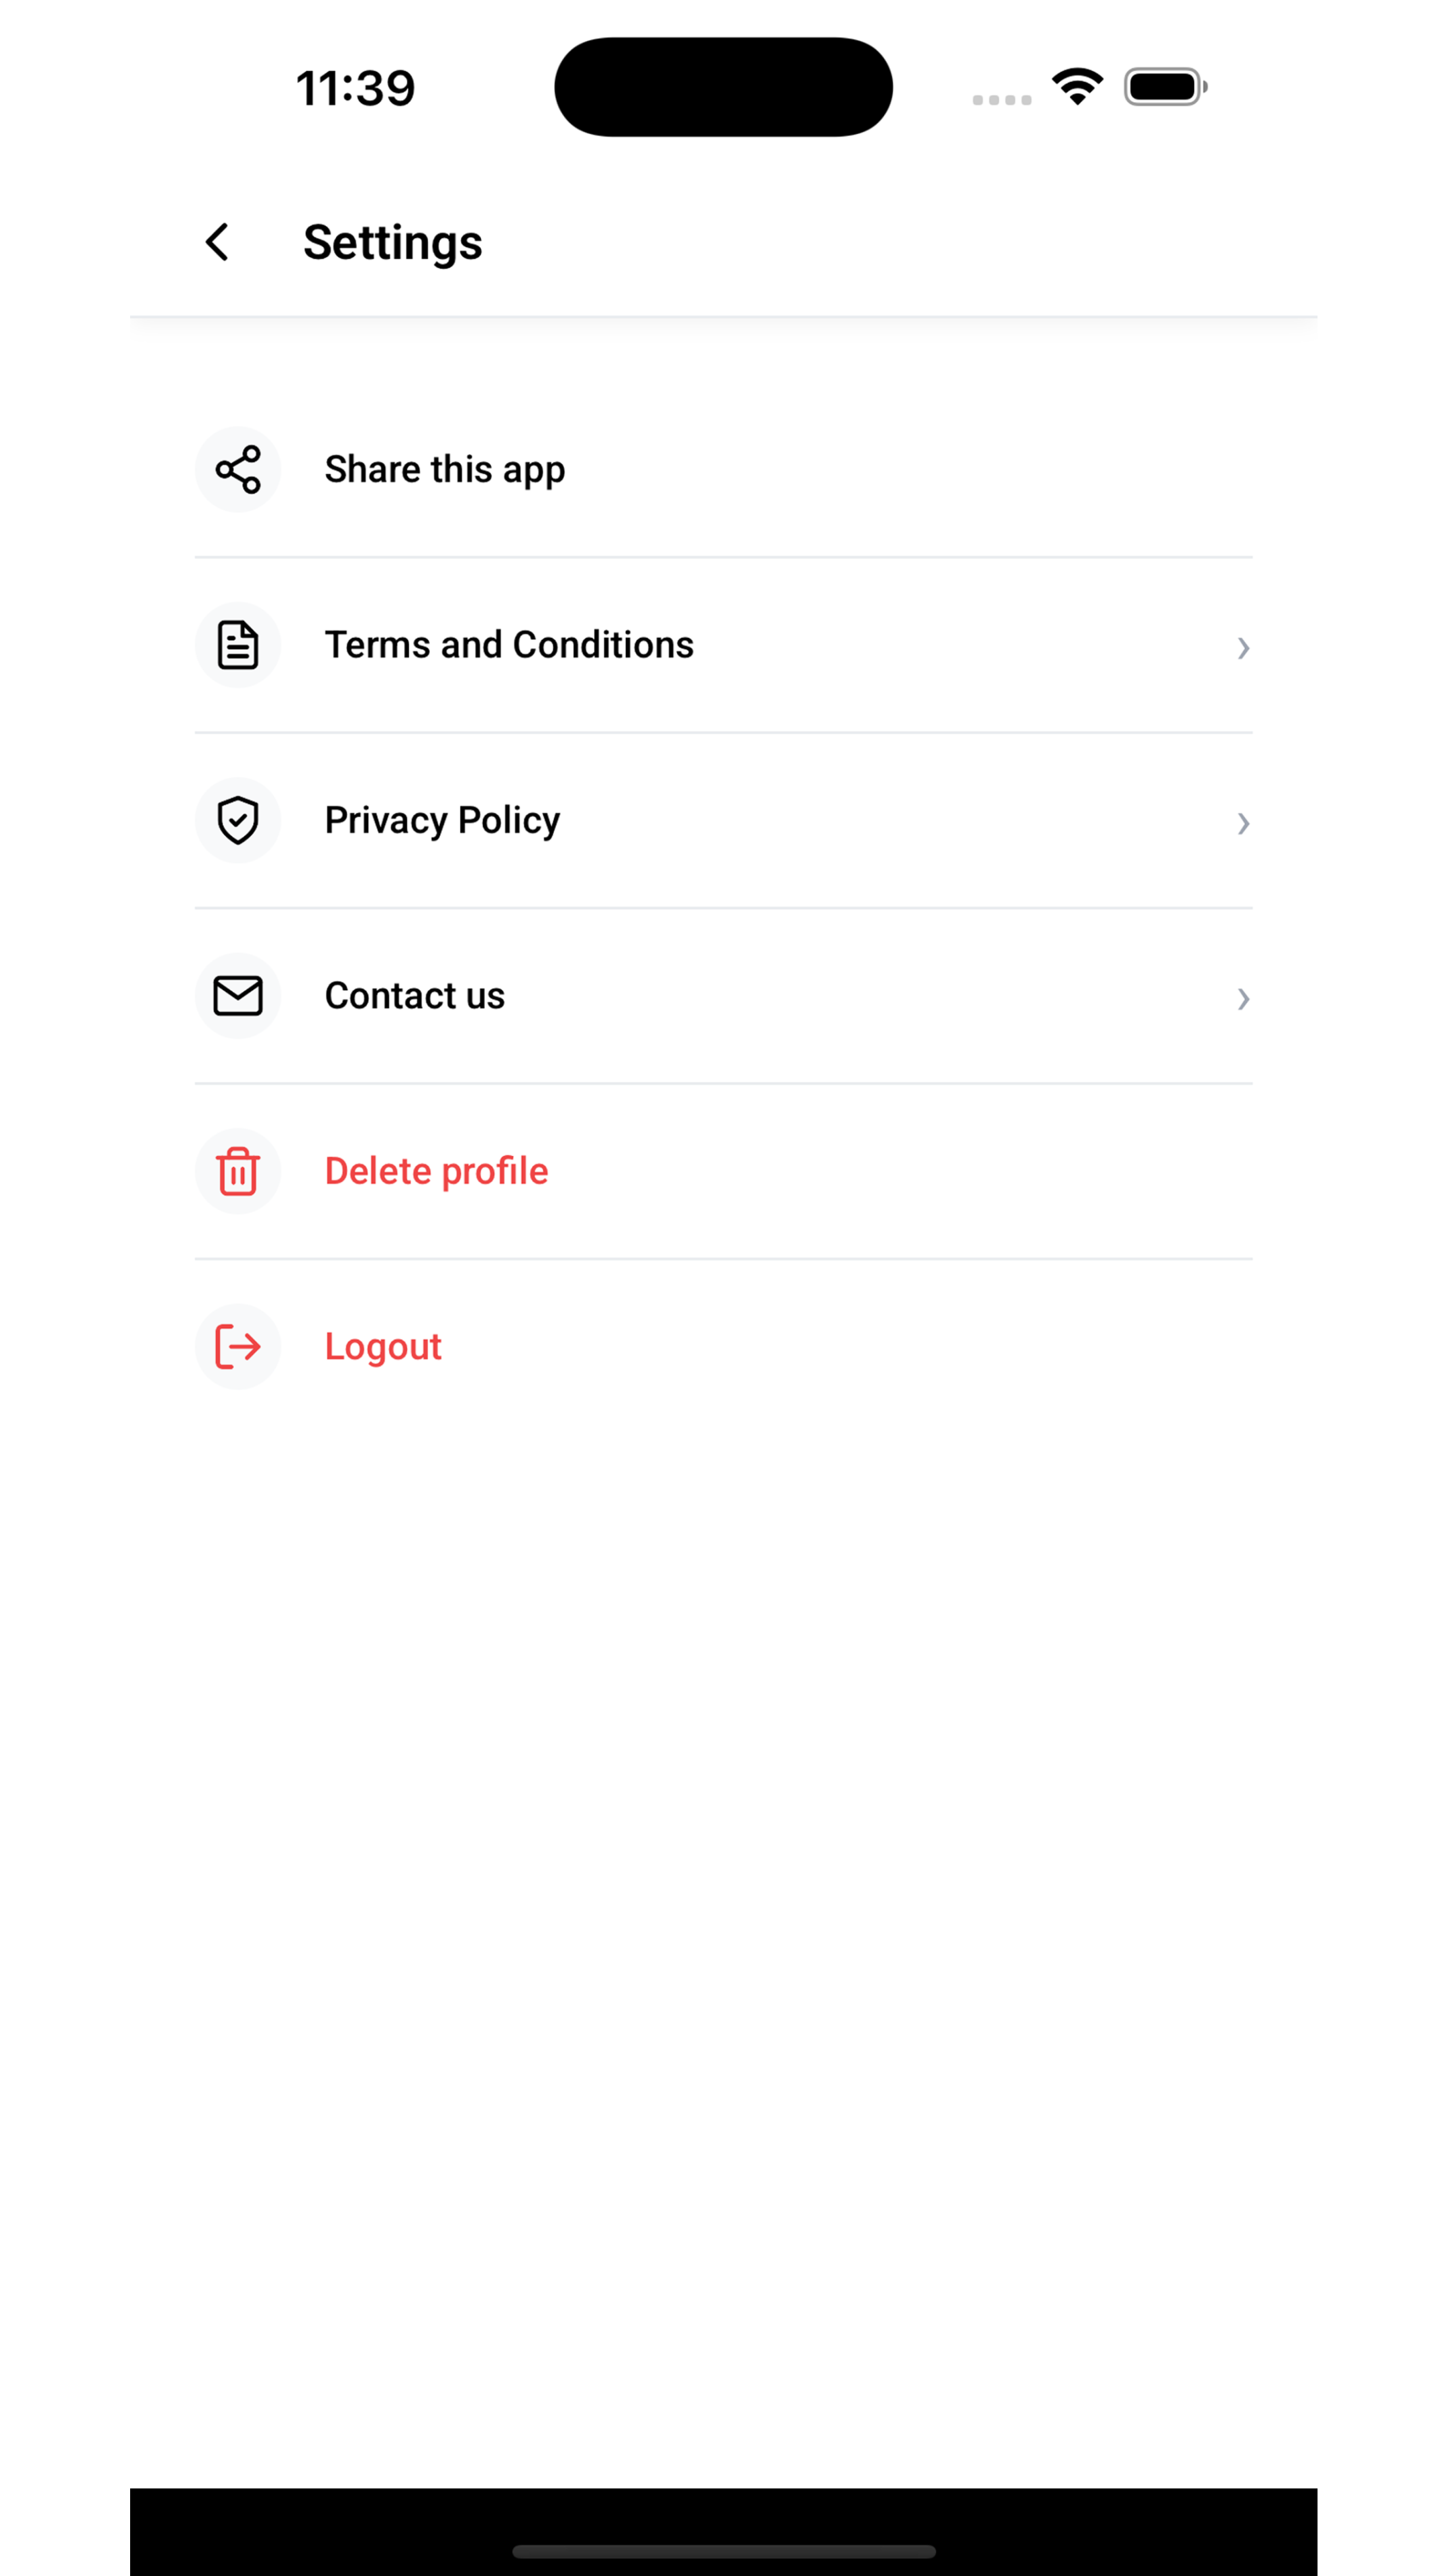 11:39
Settings
Share this app
Terms and Conditions
Privacy Policy
Contact us
Delete profile
Logout